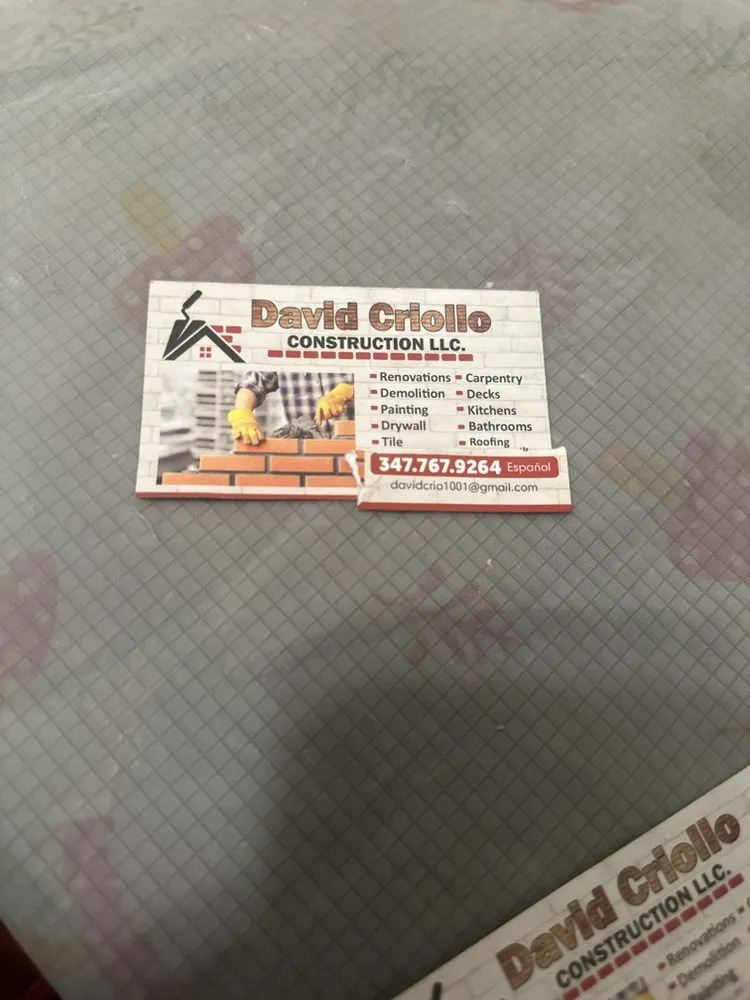 David Criollo
CONSTRUCTION LLC.
Renovations
Demolition
Painting
Drywall
Tile
Carpentry
Decks
Kitchens
Bathrooms
Roofing
347.767.9264 Español
davidcrio1001@gmail.com
David Criollo
CONSTRUCTION LLC.
Renovations
Demolition